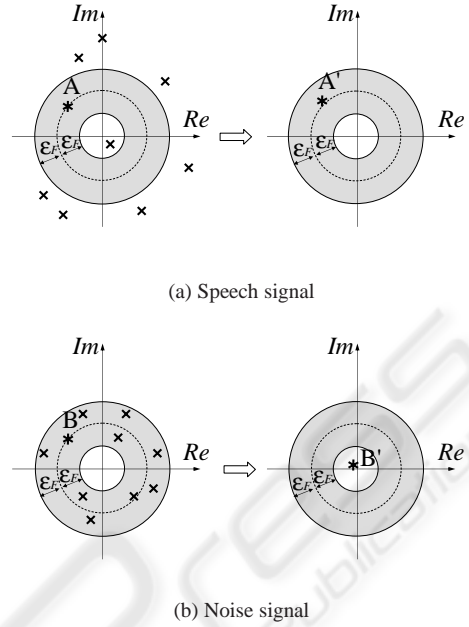 Im
Im
A
A'
Re
Re
εF
εF
εF
εF
(a) Speech signal
Im
Im
B
Re
B'
Re
εF
εF
εF
εF
(b) Noise signal